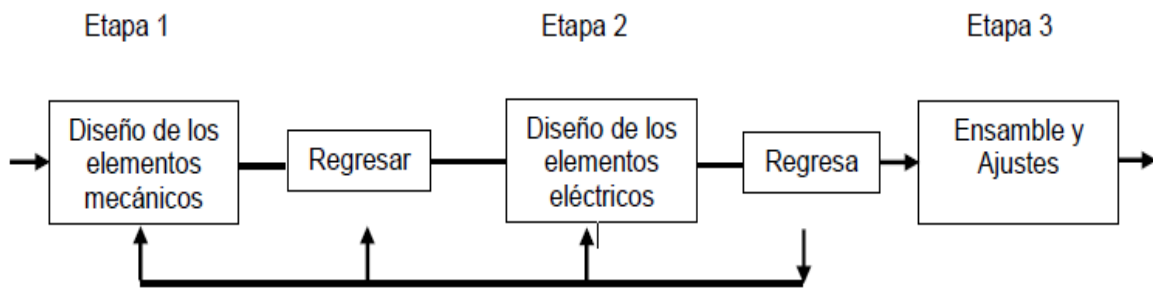 Etapa 1
Etapa 2
Etapa 3
Diseño de los
elementos
mecánicos
Regresar
Diseño de los
elementos
eléctricos
Regresa
Ensamble y
Ajustes